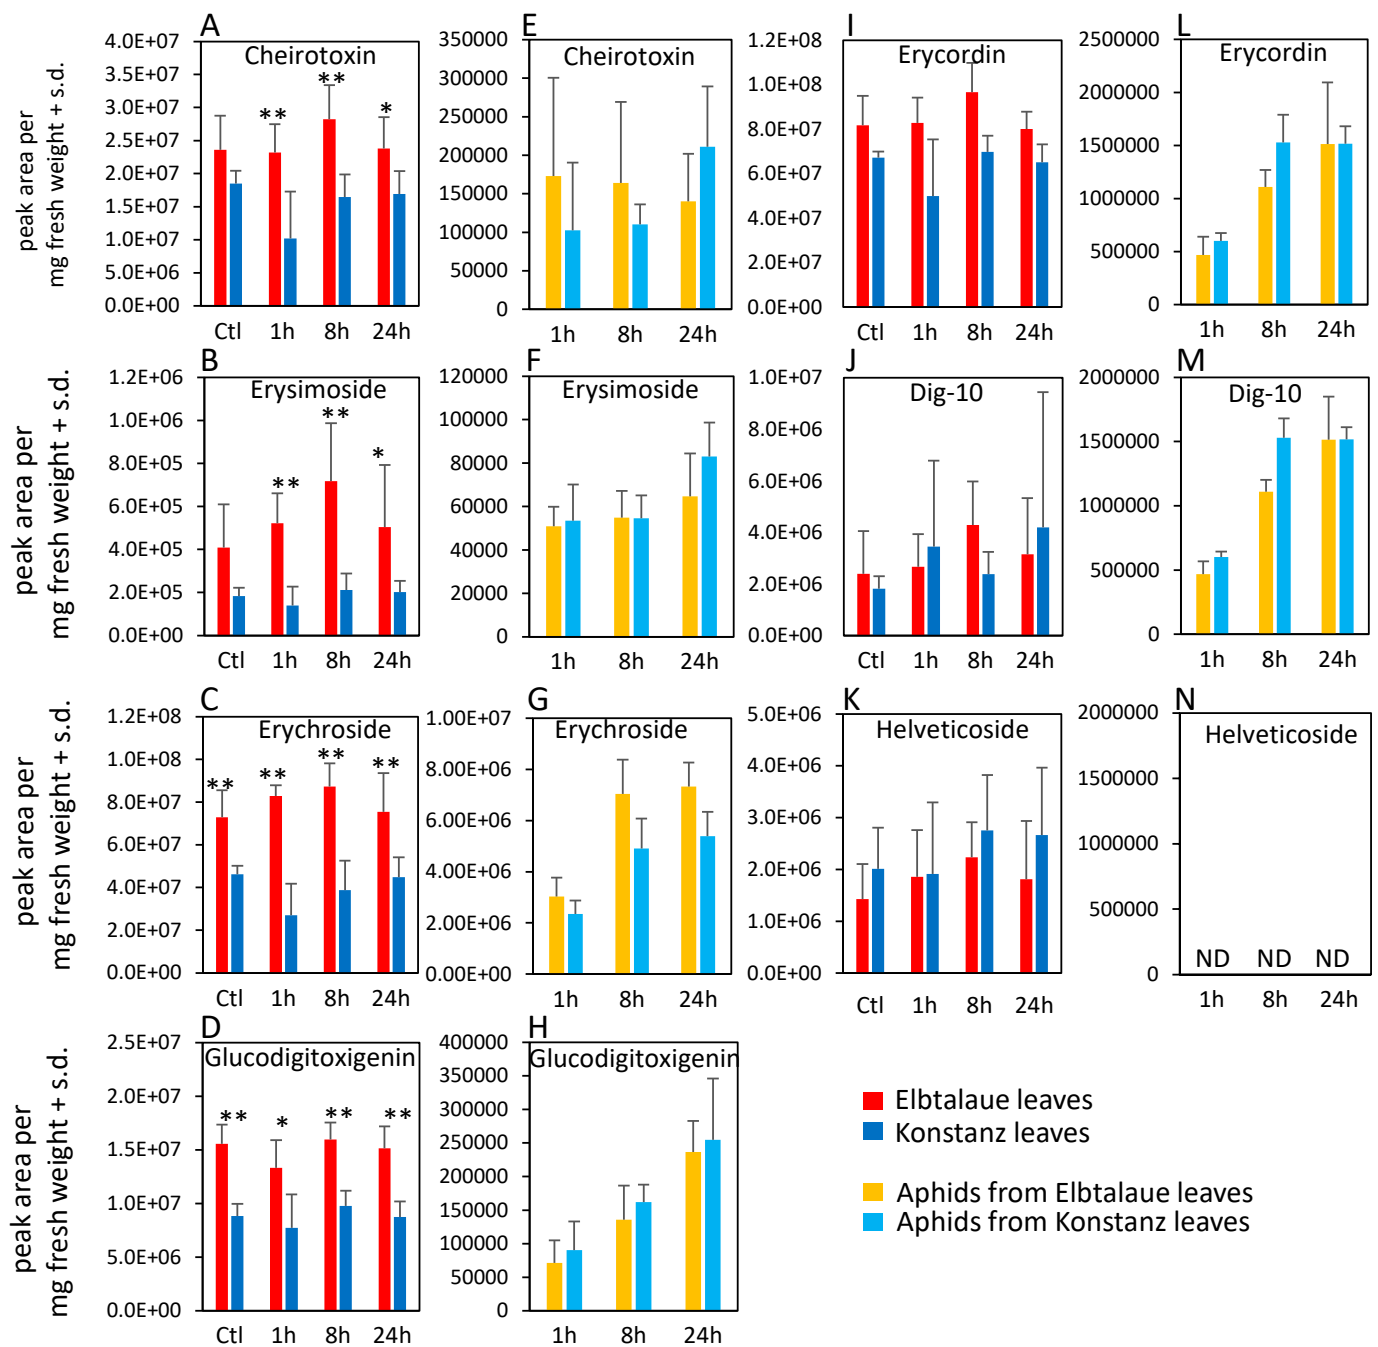 A
Cheirotoxin
4.0E+07
3.5E+07
3.0E+07
2.5E+07
2.0E+07
1.5E+07
1.0E+07
5.0E+06
0.0E+00
peak area per
mg fresh weight + s.d.
**
**
*
Ctl 1h 8h 24h
E
Cheirotoxin
350000
300000
250000
200000
150000
100000
50000
0
1h 8h 24h
I
Erycordin
1.2E+08
1.0E+08
8.0E+07
6.0E+07
4.0E+07
2.0E+07
0.0E+00
Ctl 1h 8h 24h
L
Erycordin
2500000
2000000
1500000
1000000
500000
0
1h 8h 24h
B
Erysimoside
1.2E+06
1.0E+06
8.0E+05
6.0E+05
4.0E+05
2.0E+05
0.0E+00
peak area per
mg fresh weight + s.d.
**
**
*
Ctl 1h 8h 24h
F
Erysimoside
120000
100000
80000
60000
40000
20000
0
1h 8h 24h
J
Dig-10
1.0E+07
8.0E+06
6.0E+06
4.0E+06
2.0E+06
0.0E+00
Ctl 1h 8h 24h
M
Dig-10
2000000
1500000
1000000
500000
0
1h 8h 24h
C
Erychroside
1.2E+08
1.0E+08
8.0E+07
6.0E+07
4.0E+07
2.0E+07
0.0E+00
peak area per
mg fresh weight + s.d.
**
**
**
**
Ctl 1h 8h 24h
G
Erychroside
1.00E+07
8.00E+06
6.00E+06
4.00E+06
2.00E+06
0.00E+00
1h 8h 24h
K
Helveticoside
5.0E+06
4.0E+06
3.0E+06
2.0E+06
1.0E+06
0.0E+00
Ctl 1h 8h 24h
N
Helveticoside
2000000
1500000
1000000
500000
0
ND ND ND
1h 8h 24h
D
Glucodigitoxigenin
2.5E+07
2.0E+07
1.5E+07
1.0E+07
5.0E+06
0.0E+00
peak area per
mg fresh weight + s.d.
**
*
**
**
Ctl 1h 8h 24h
H
Glucodigitoxigenin
400000
350000
300000
250000
200000
150000
100000
50000
0
1h 8h 24h
Elbtalaue leaves
Konstanz leaves
Aphids from Elbtalaue leaves
Aphids from Konstanz leaves